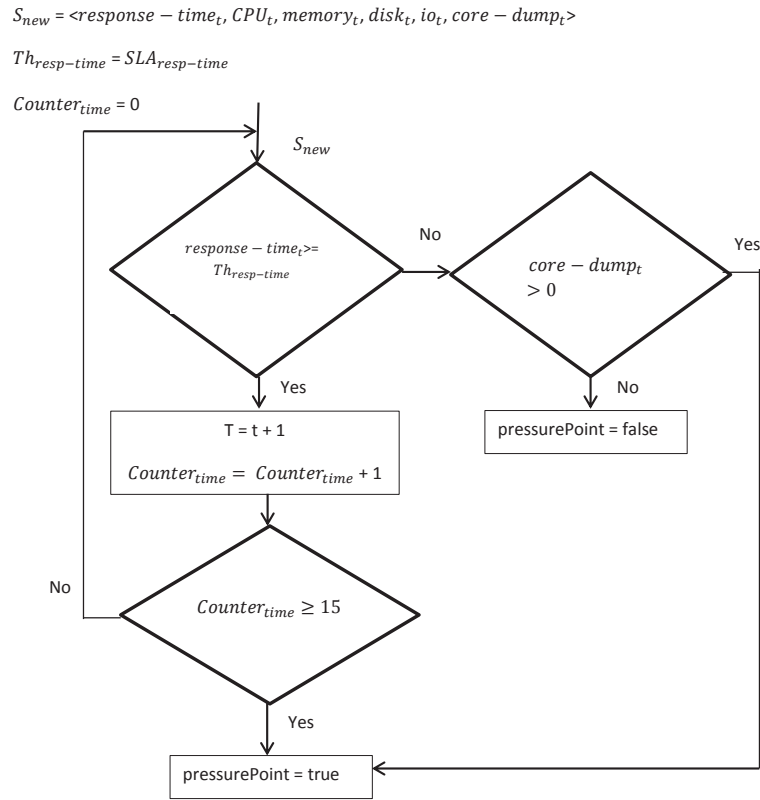 S_new = <response − time_t, CPU_t, memory_t, disk_t, io_t, core − dump_t>
Th_resp−time = SLA_resp−time
Counter_time = 0
S_new
response − time_t>=
Th_resp−time
No
core − dump_t
> 0
Yes
Yes
No
T = t + 1
Counter_time = Counter_time + 1
pressurePoint = false
No
Counter_time ≥ 15
Yes
pressurePoint = true